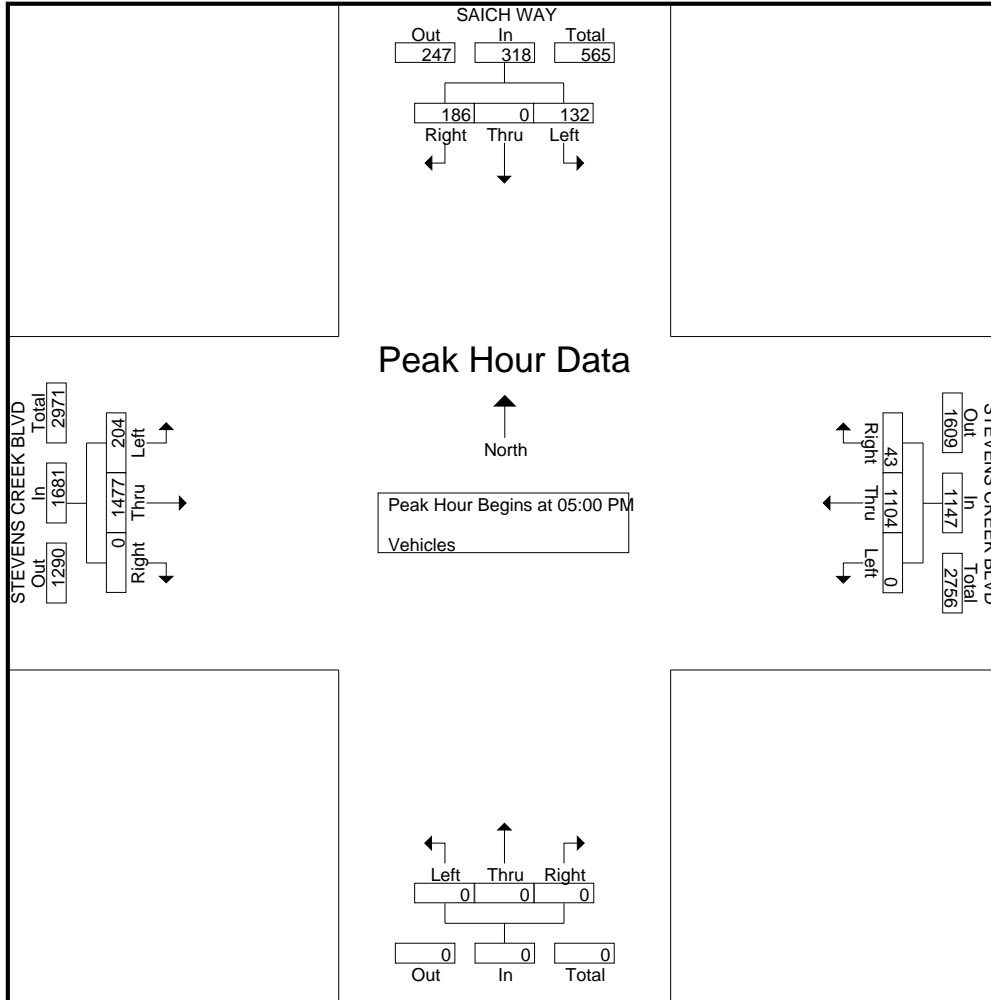 SAICH WAY
Out In Total
247 318 565
186 0 132
Right Thru Left
Peak Hour Data
North
Peak Hour Begins at 05:00 PM
Vehicles
STEVENS CREEK BLVD
Out In Total
1290 1681 2971
Left Thru Right
204 1477 0
STEVENS CREEK BLVD
Out In Total
1609 1147 2756
Right Thru Left
43 1104 0
Left Thru Right
0 0 0
0 0 0
Out In Total